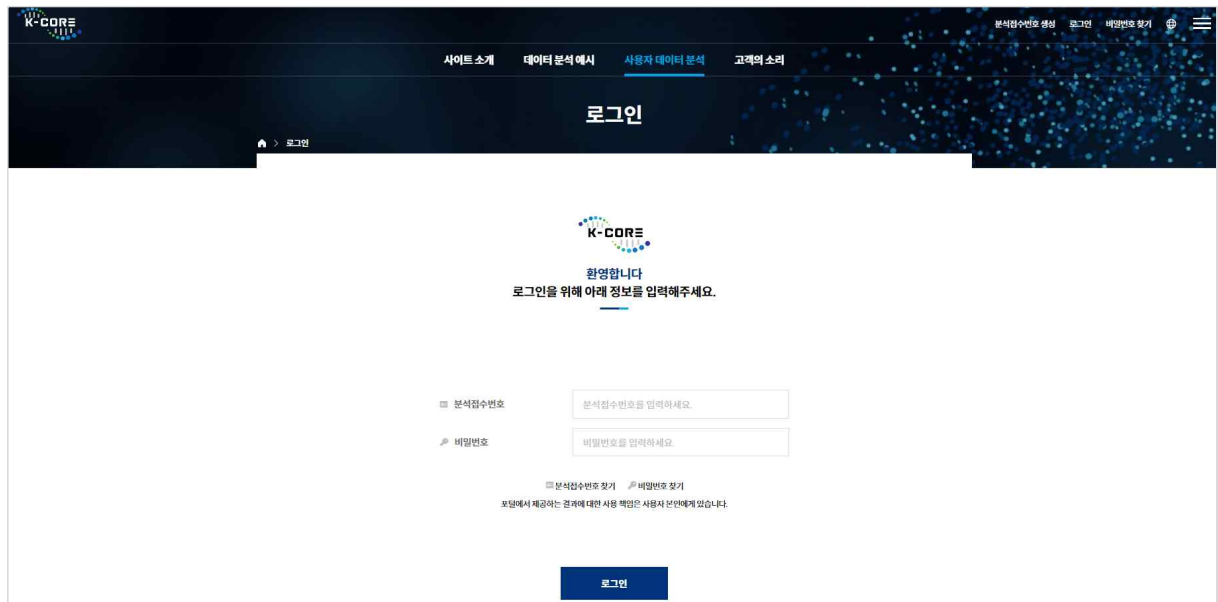 K-CORE
분석접수번호 생성 로그인 비밀번호 찾기
사이트 소개 데이터 분석 예시 사용자 데이터 분석 고객의 소리
로그인
> 로그인
K-CORE
환영합니다
로그인을 위해 아래 정보를 입력해주세요.
분석접수번호 분석접수번호를 입력하세요.
비밀번호 비밀번호를 입력하세요.
분석접수번호 찾기 비밀번호 찾기
포털에서 제공하는 결과에 대한 사용 책임은 사용자 본인에게 있습니다.
로그인